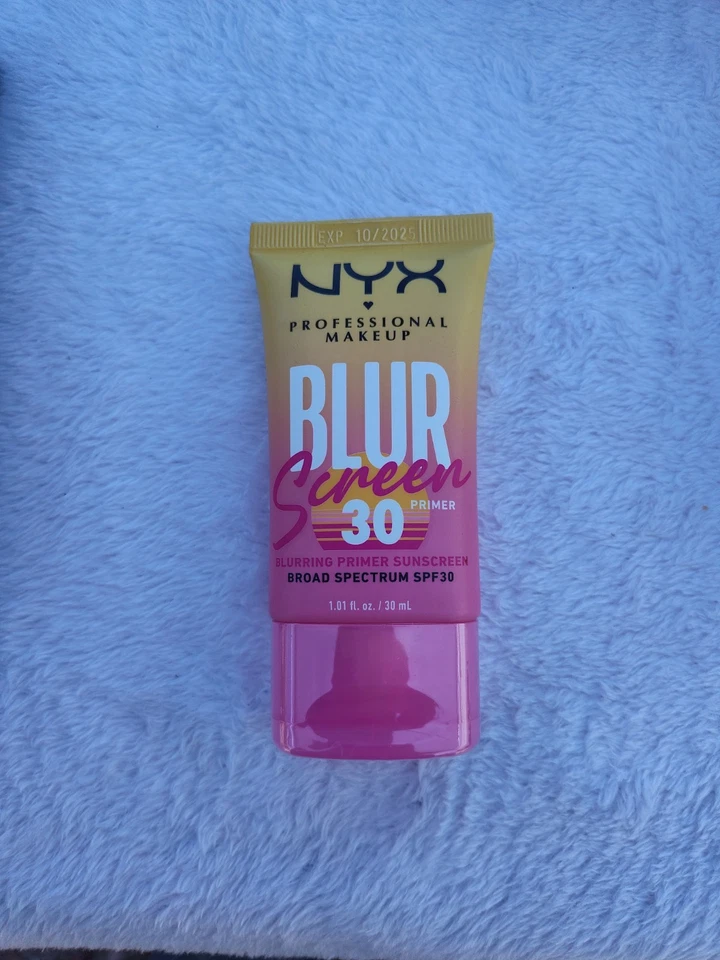 EXP 10/2025
NYX
PROFESSIONAL
MAKEUP
BLUR
Screen
30 PRIMER
BLURRING PRIMER SUNSCREEN
BROAD SPECTRUM SPF30
1.01 fl. oz. / 30 mL